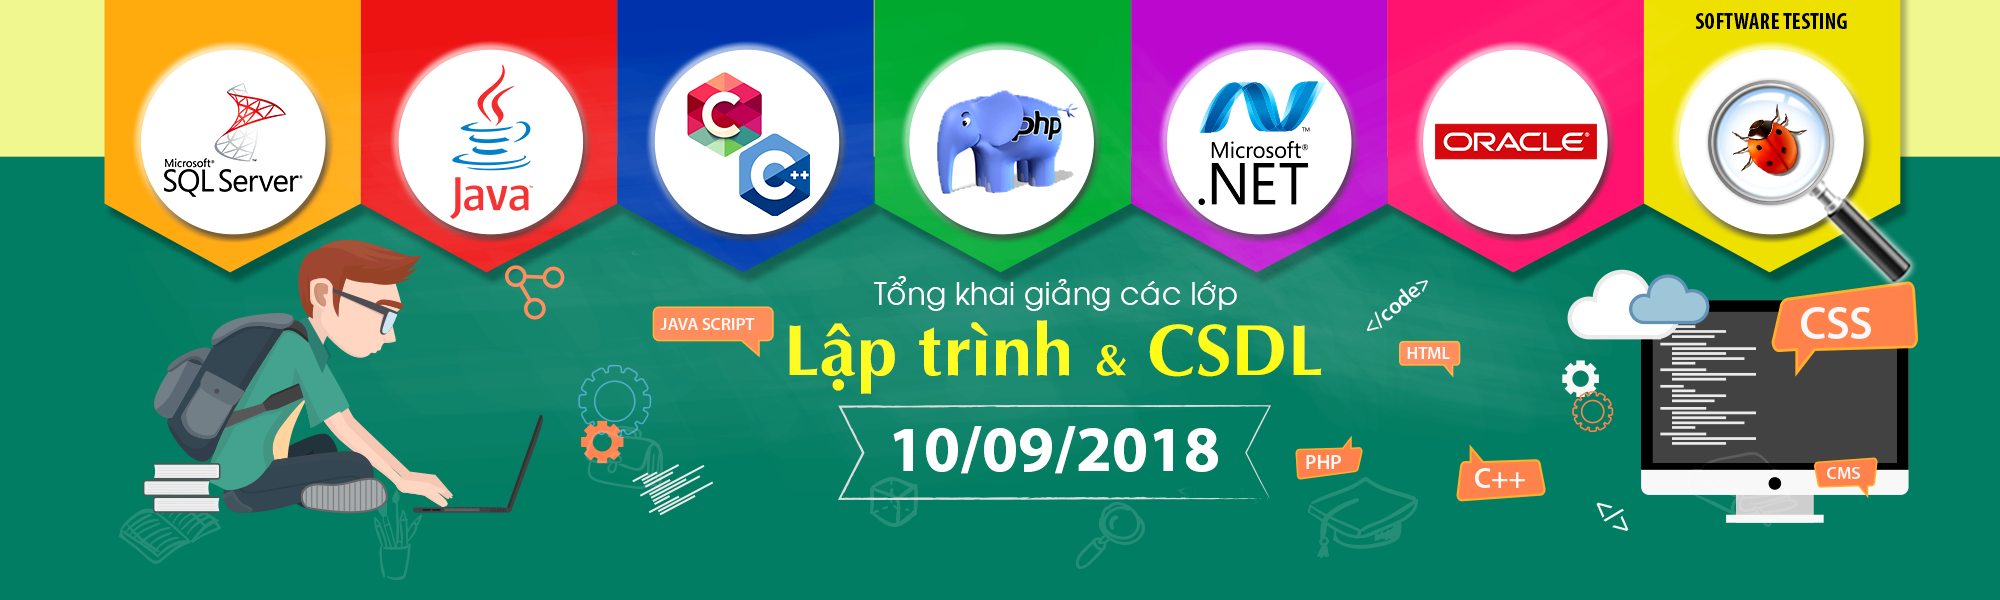 SOFTWARE TESTING
Microsoft®
SQL Server®
Java™
C
C++
php
Microsoft®
.NET
ORACLE®
Tổng khai giảng các lớp
Lập trình & CSDL
10/09/2018
JAVA SCRIPT
</code>
HTML
PHP
C++
</>
CSS
CMS